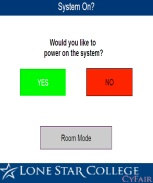 System On?
Would you like to
power on the system?
YES
NO
Room Mode
LONE STAR COLLEGE
CYFAIR